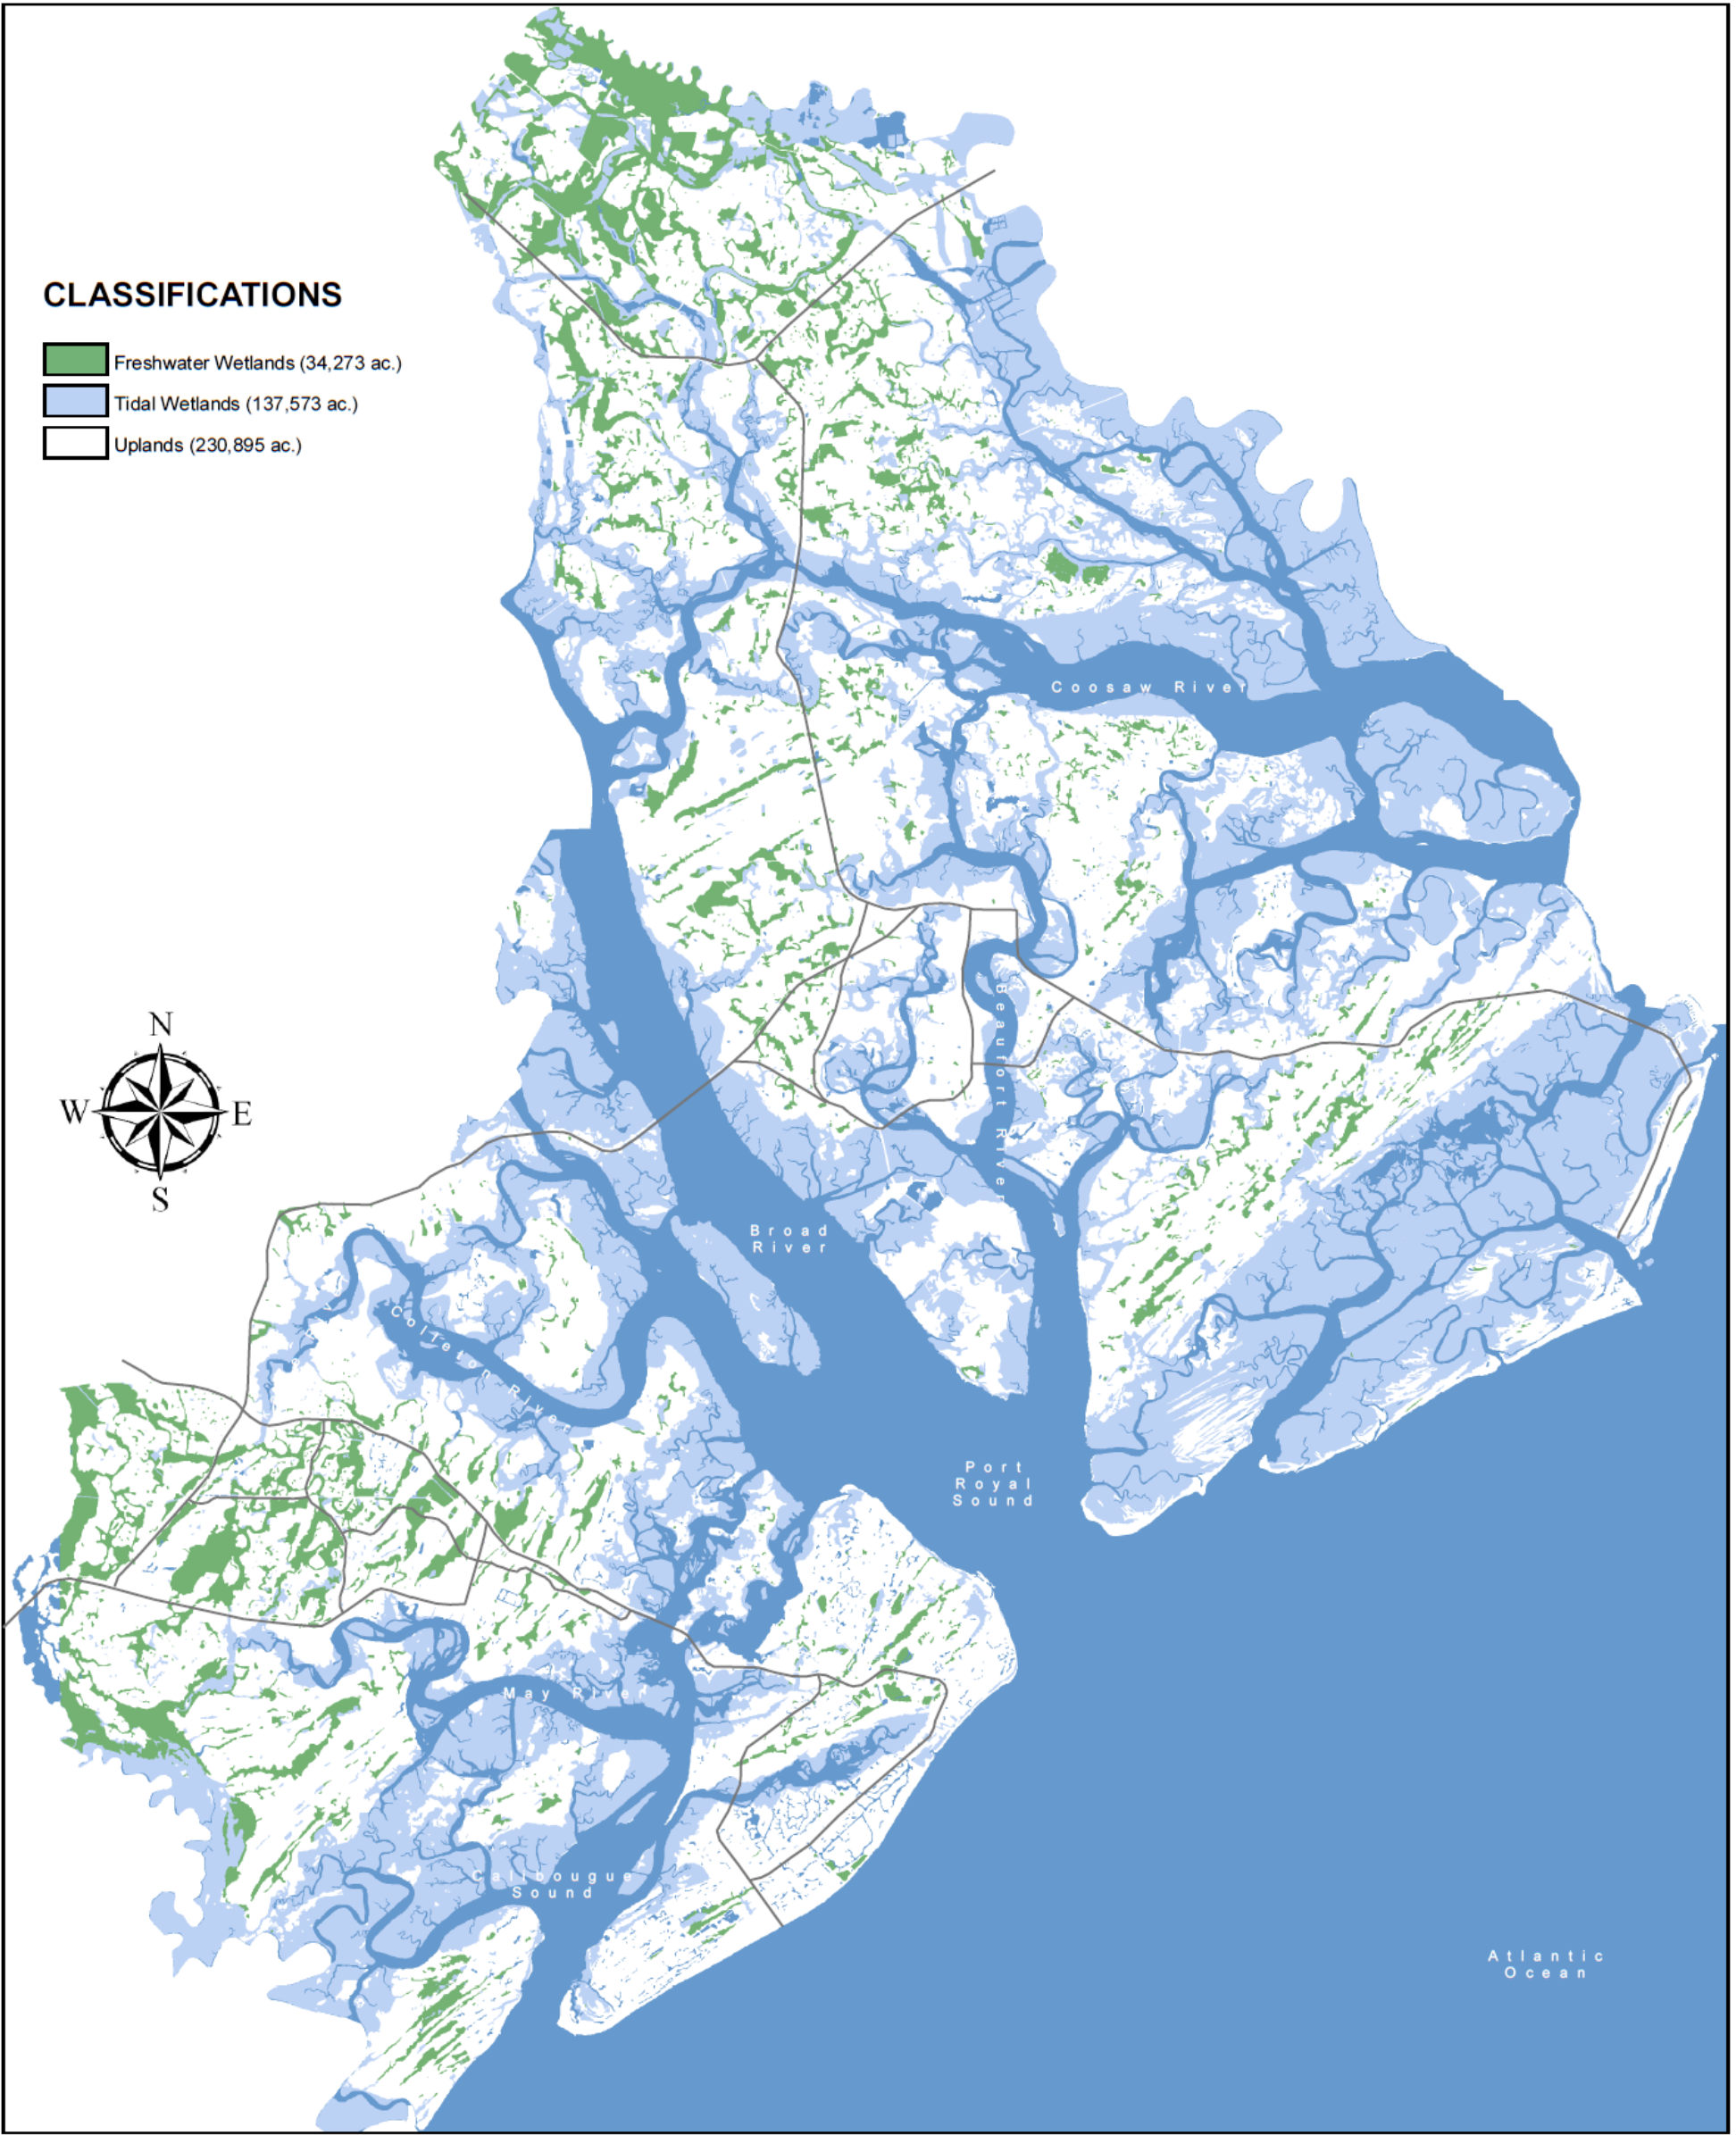 CLASSIFICATIONS
Freshwater Wetlands (34,273 ac.)
Tidal Wetlands (137,573 ac.)
Uplands (230,895 ac.)
Coosaw River
N
W
E
S
Beaufort River
Broad
River
Colleton River
Port
Royal
Sound
May River
Calibougue
Sound
Atlantic
Ocean